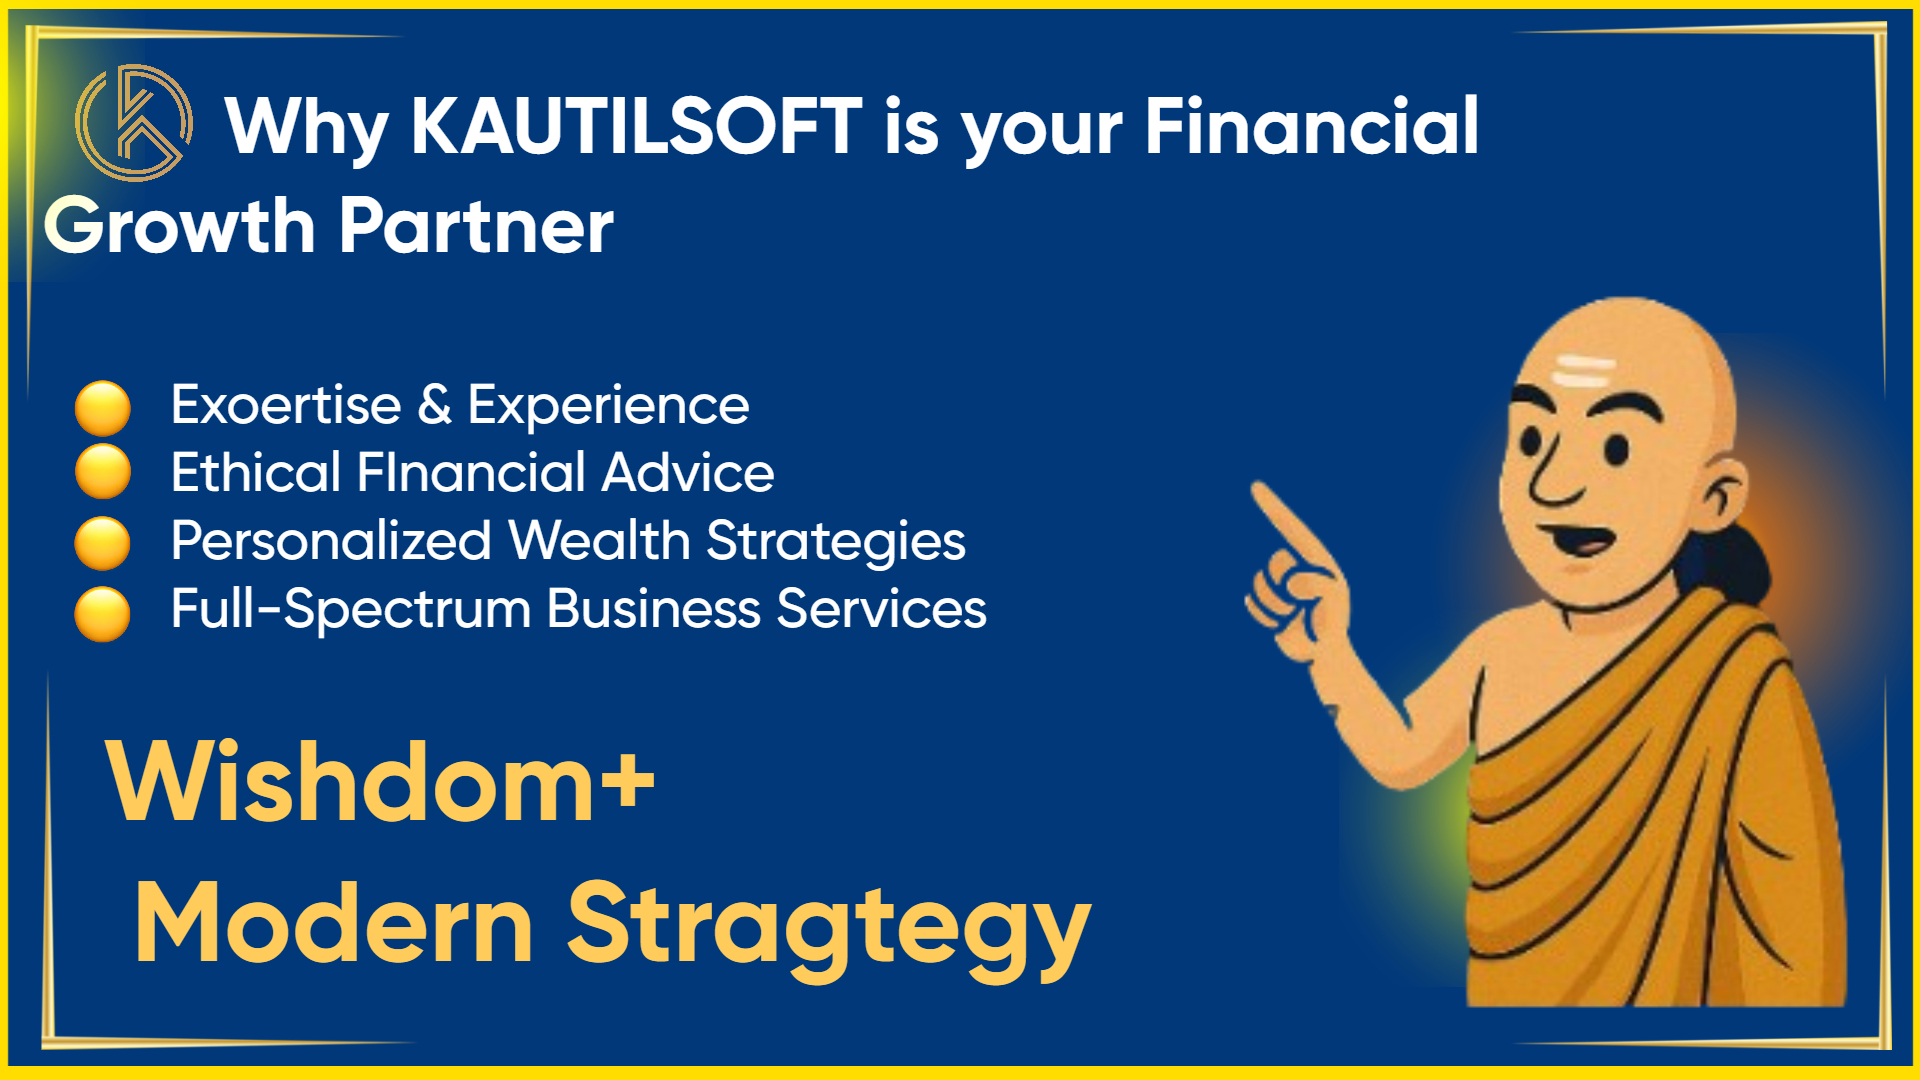 Why KAUTILSOFT is your Financial
Growth Partner
Exoertise & Experience
Ethical FInancial Advice
Personalized Wealth Strategies
Full-Spectrum Business Services
Wishdom+
Modern Stragtegy